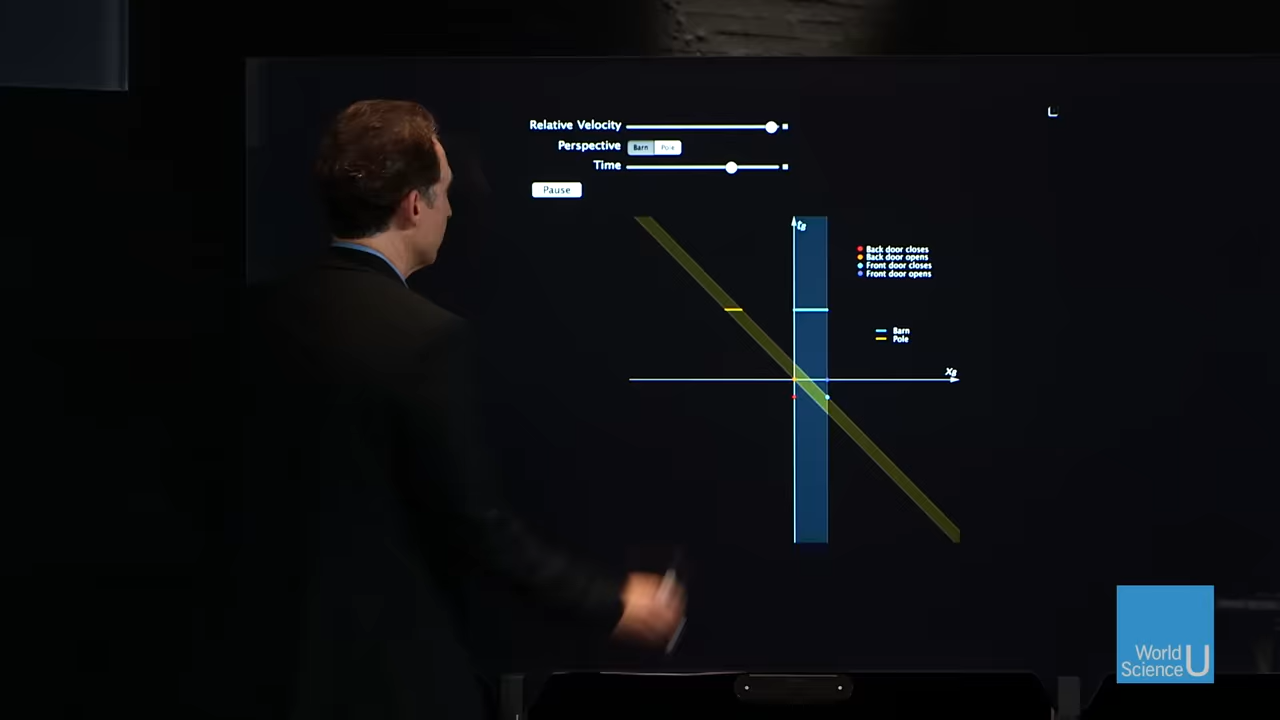 Relative Velocity
Perspective Barn Pole
Time
Pause
tB
Back door closes
Back door opens
Front door closes
Front door opens
Barn
Pole
xB
World
Science U